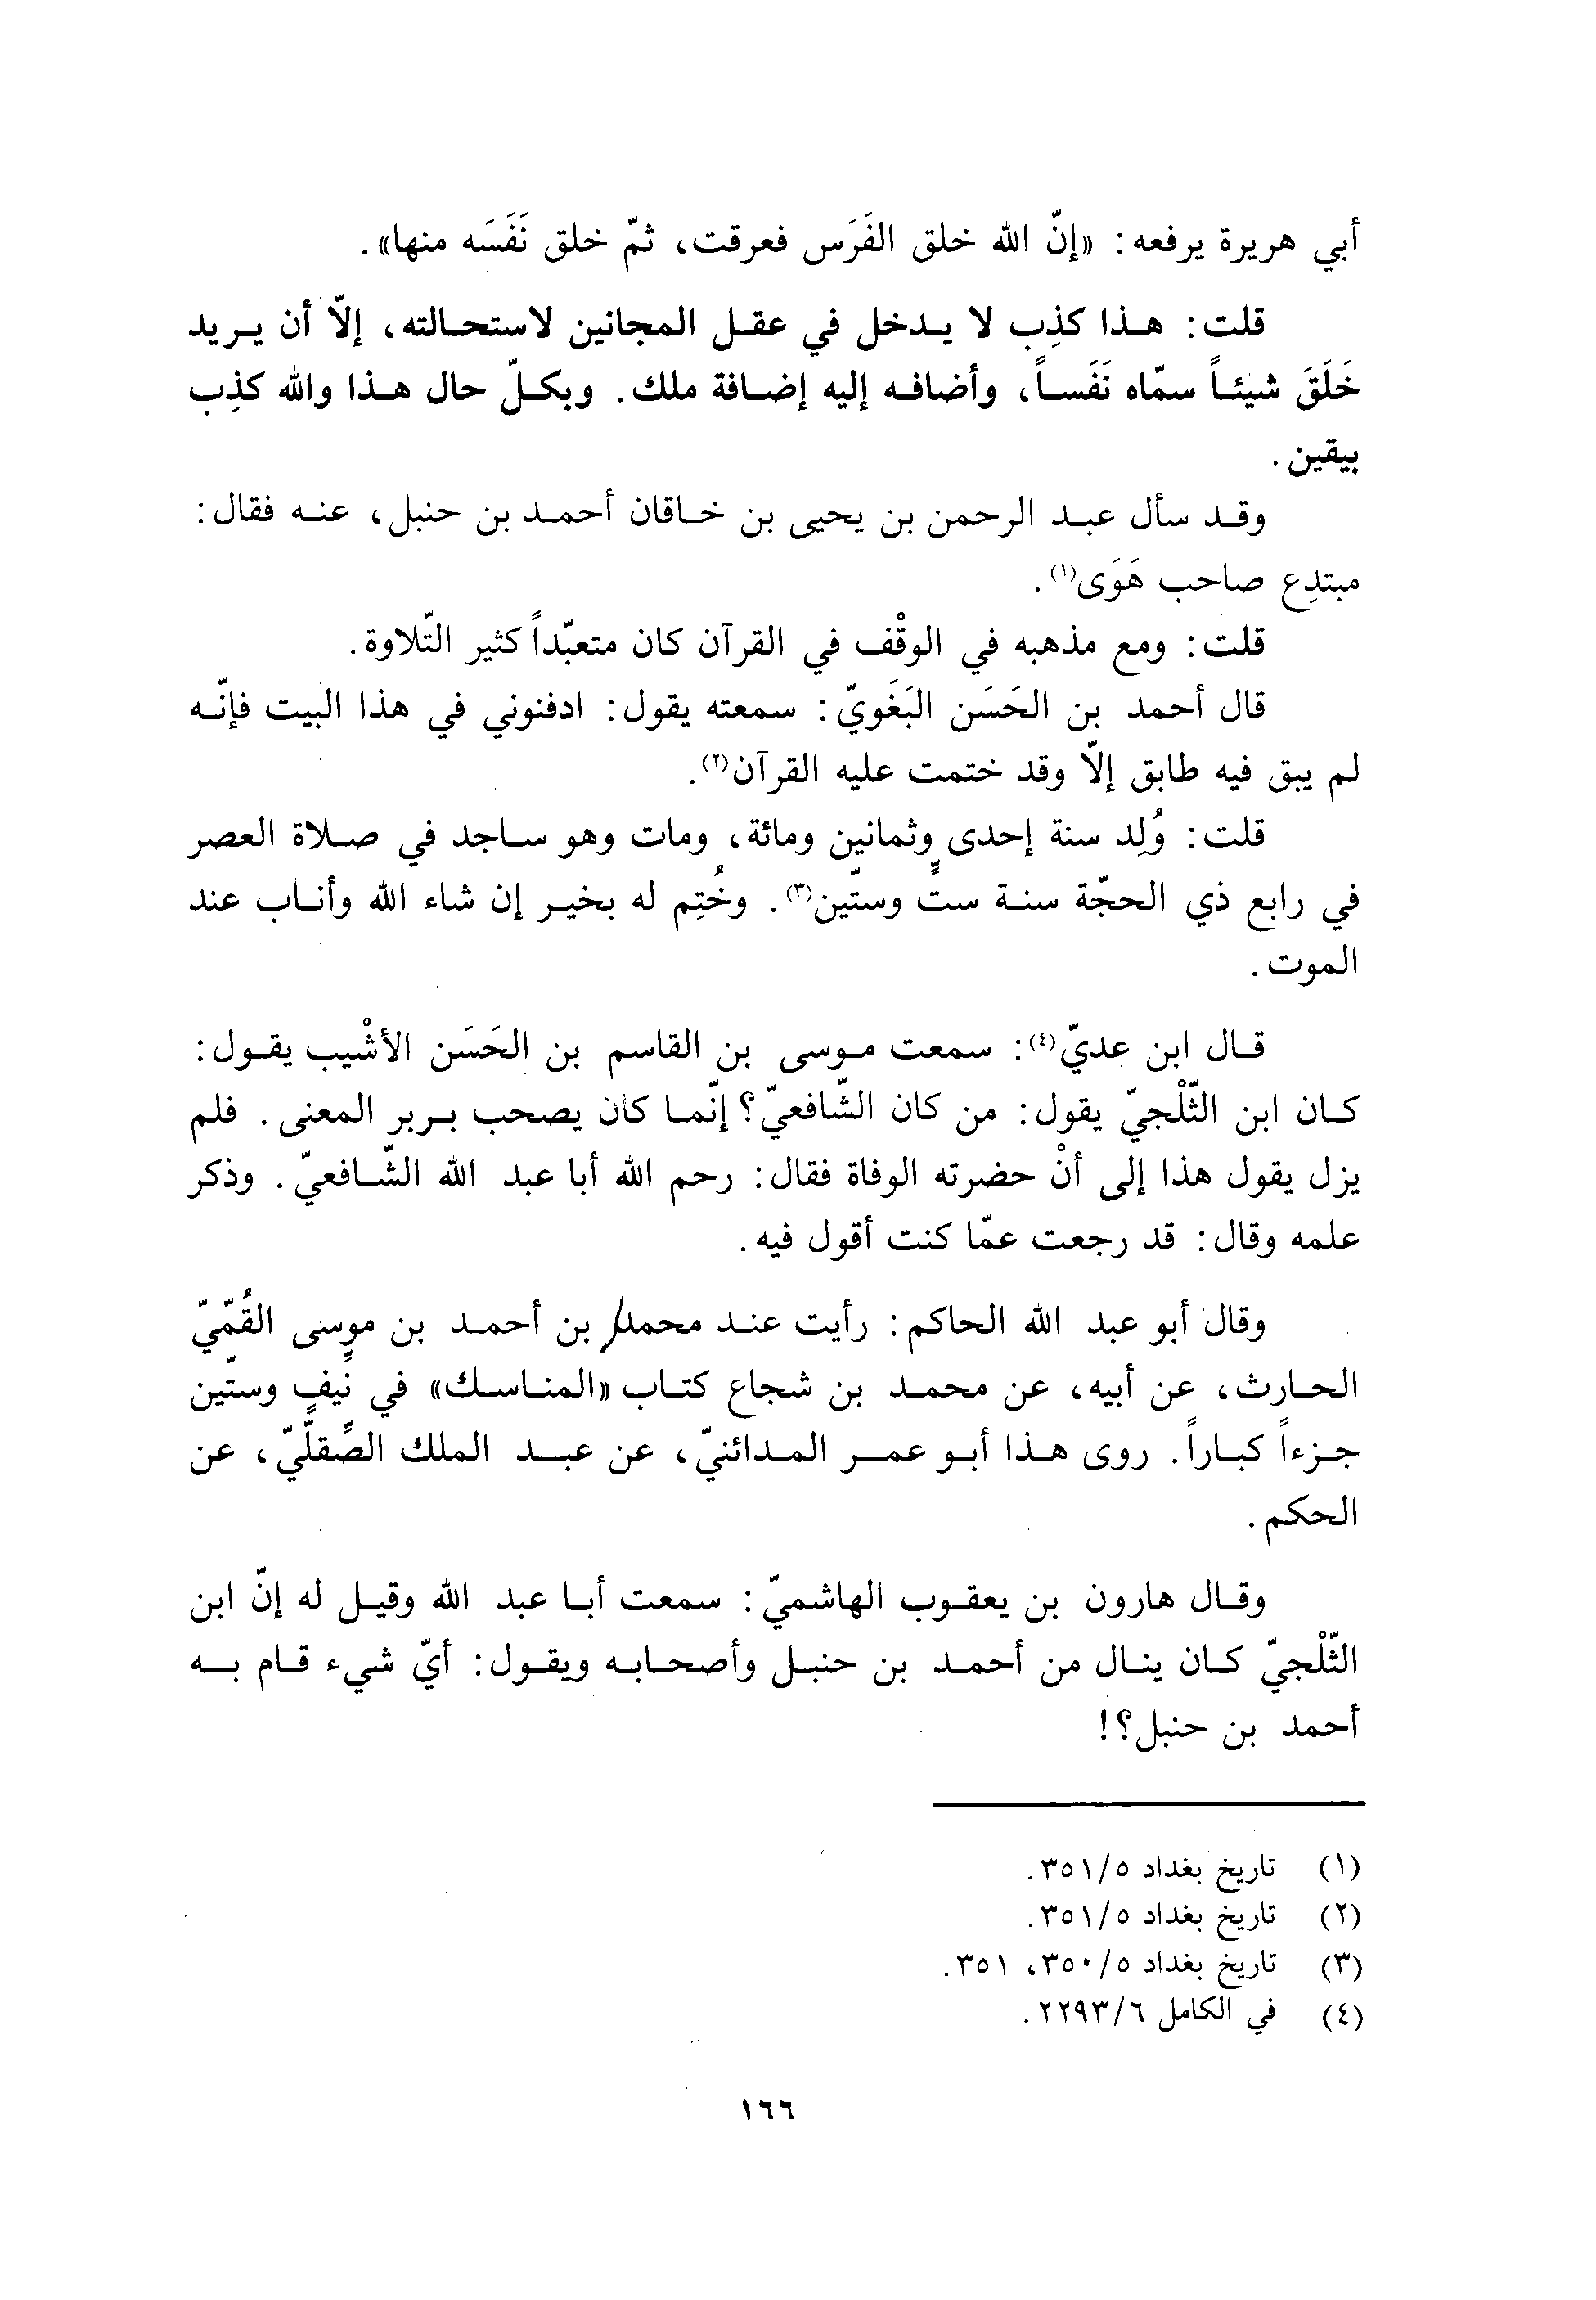 أبي هريرة يرفعه: «إنّ الله خلق الفَرَس فعرقت، ثمّ خلق نَفَسَه منها».
قلت: هذا كذِب لا يدخل في عقل المجانين لاستحالته، إلاّ أن يريد
خَلَقَ شيئاً سمّاه نَفَساً، وأضافه إليه إضافة ملك. وبكلّ حال هذا والله كذِب
بيقين.
وقد سأل عبد الرحمن بن يحيى بن خاقان أحمد بن حنبل، عنه فقال:
مبتدِع صاحب هَوَى(١).
قلت: ومع مذهبه في الوقْف في القرآن كان متعبّداً كثير التّلاوة.
قال أحمد بن الحَسَن البَغَويّ: سمعته يقول: ادفنوني في هذا البيت فإنّه
لم يبق فيه طابق إلاّ وقد ختمت عليه القرآن(٢).
قلت: وُلِد سنة إحدى وثمانين ومائة، ومات وهو ساجد في صلاة العصر
في رابع ذي الحجّة سنة ستٍّ وستّين(٣). وخُتِم له بخير إن شاء الله وأناب عند
الموت.
قال ابن عديّ(٤): سمعت موسى بن القاسم بن الحَسَن الأشْيب يقول:
كان ابن الثّلْجيّ يقول: من كان الشّافعيّ؟ إنّما كان يصحب بربر المعنى. فلم
يزل يقول هذا إلى أنْ حضرته الوفاة فقال: رحم الله أبا عبد الله الشّافعيّ. وذكر
علمه وقال: قد رجعت عمّا كنت أقول فيه.
وقال أبو عبد الله الحاكم: رأيت عند محمد/ بن أحمد بن موسى القُمّيّ
الحارث، عن أبيه، عن محمد بن شجاع كتاب «المناسك» في نَيِّفٍ وستّين
جزءاً كباراً. روى هذا أبو عمر المدائنيّ، عن عبد الملك الصِّقلّيّ، عن
الحكم.
وقال هارون بن يعقوب الهاشميّ: سمعت أبا عبد الله وقيل له إنّ ابن
الثّلْجيّ كان ينال من أحمد بن حنبل وأصحابه ويقول: أيّ شيء قام به
أحمد بن حنبل؟!
(١) تاريخ بغداد ٥/٣٥١.
(٢) تاريخ بغداد ٥/٣٥١.
(٣) تاريخ بغداد ٥/٣٥٠، ٣٥١.
(٤) في الكامل ٦/٢٢٩٣.
١٦٦